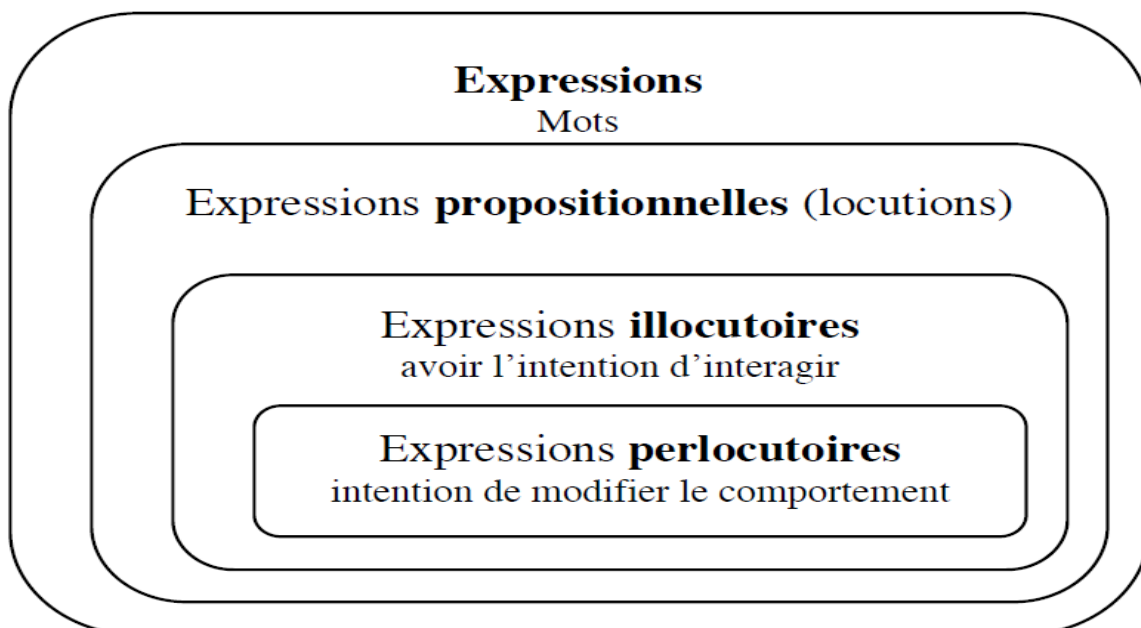 Expressions
Mots
Expressions propositionnelles (locutions)
Expressions illocutoires
avoir l'intention d'interagir
Expressions perlocutoires
intention de modifier le comportement